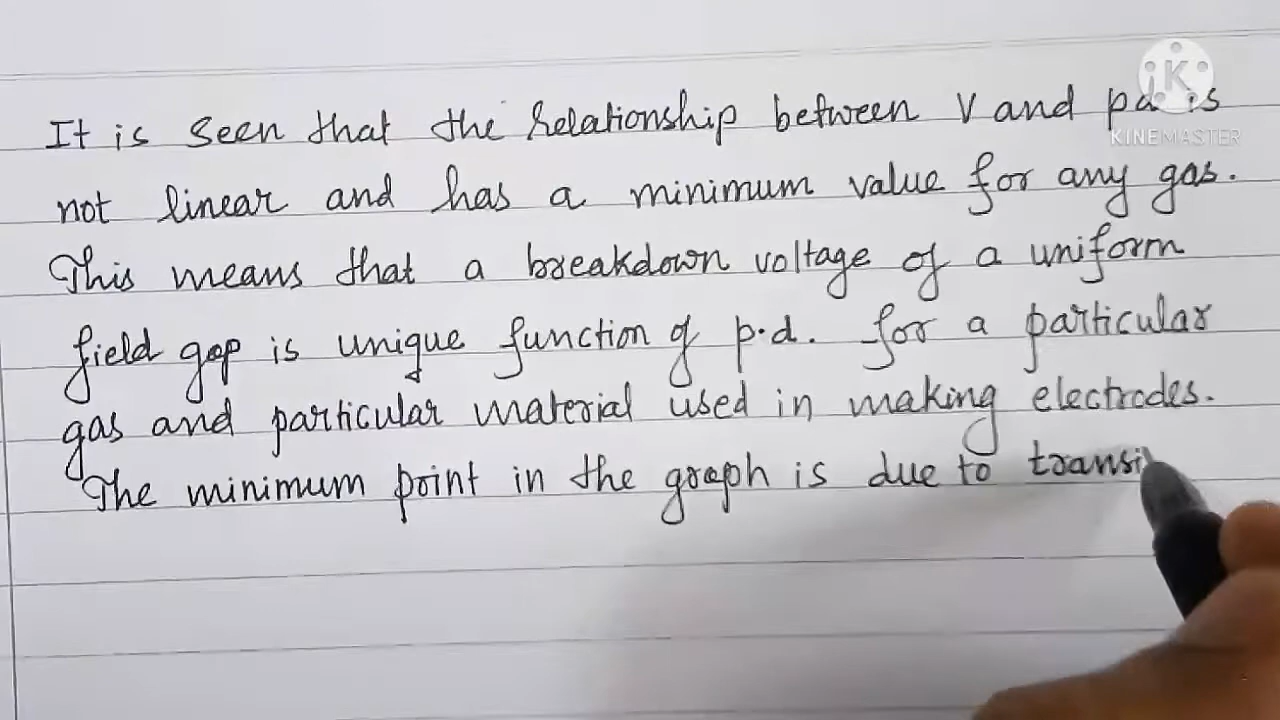 It is seen that the relationship between V and pd is
not linear and has a minimum value for any gas.
This means that a breakdown voltage of a uniform
field gap is unique function of p.d. for a particular
gas and particular material used in making electrodes.
The minimum point in the graph is due to transi
KINEMASTER